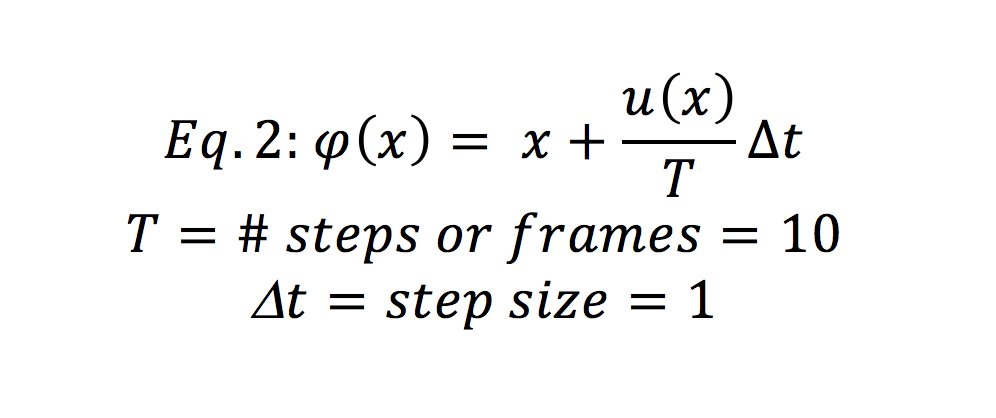 Eq. 2: φ(x) = x + u(x)/T Δt
T = # steps or frames = 10
Δt = step size = 1